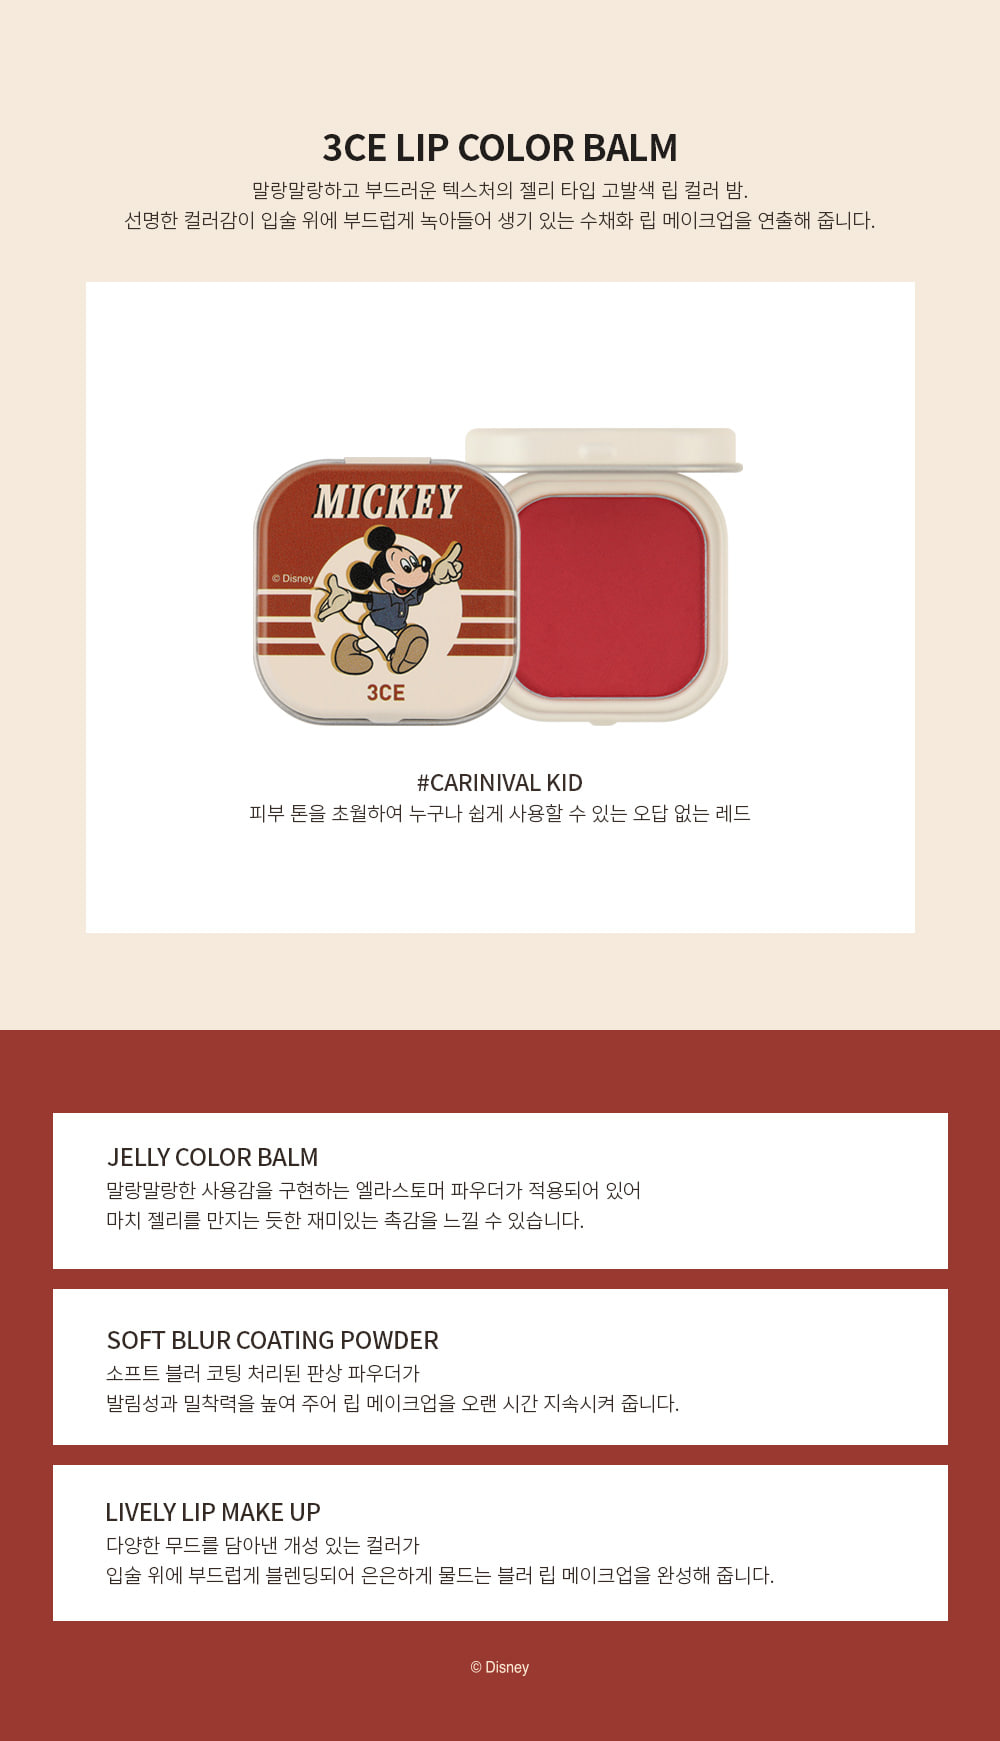 3CE LIP COLOR BALM
말랑말랑하고 부드러운 텍스처의 젤리 타입 고발색 립 컬러 밤.
선명한 컬러감이 입술 위에 부드럽게 녹아들어 생기 있는 수채화 립 메이크업을 연출해 줍니다.
MICKEY
© Disney
3CE
#CARINIVAL KID
피부 톤을 초월하여 누구나 쉽게 사용할 수 있는 오답 없는 레드
JELLY COLOR BALM
말랑말랑한 사용감을 구현하는 엘라스토머 파우더가 적용되어 있어
마치 젤리를 만지는 듯한 재미있는 촉감을 느낄 수 있습니다.
SOFT BLUR COATING POWDER
소프트 블러 코팅 처리된 판상 파우더가
발림성과 밀착력을 높여 주어 립 메이크업을 오랜 시간 지속시켜 줍니다.
LIVELY LIP MAKE UP
다양한 무드를 담아낸 개성 있는 컬러가
입술 위에 부드럽게 블렌딩되어 은은하게 물드는 블러 립 메이크업을 완성해 줍니다.
© Disney